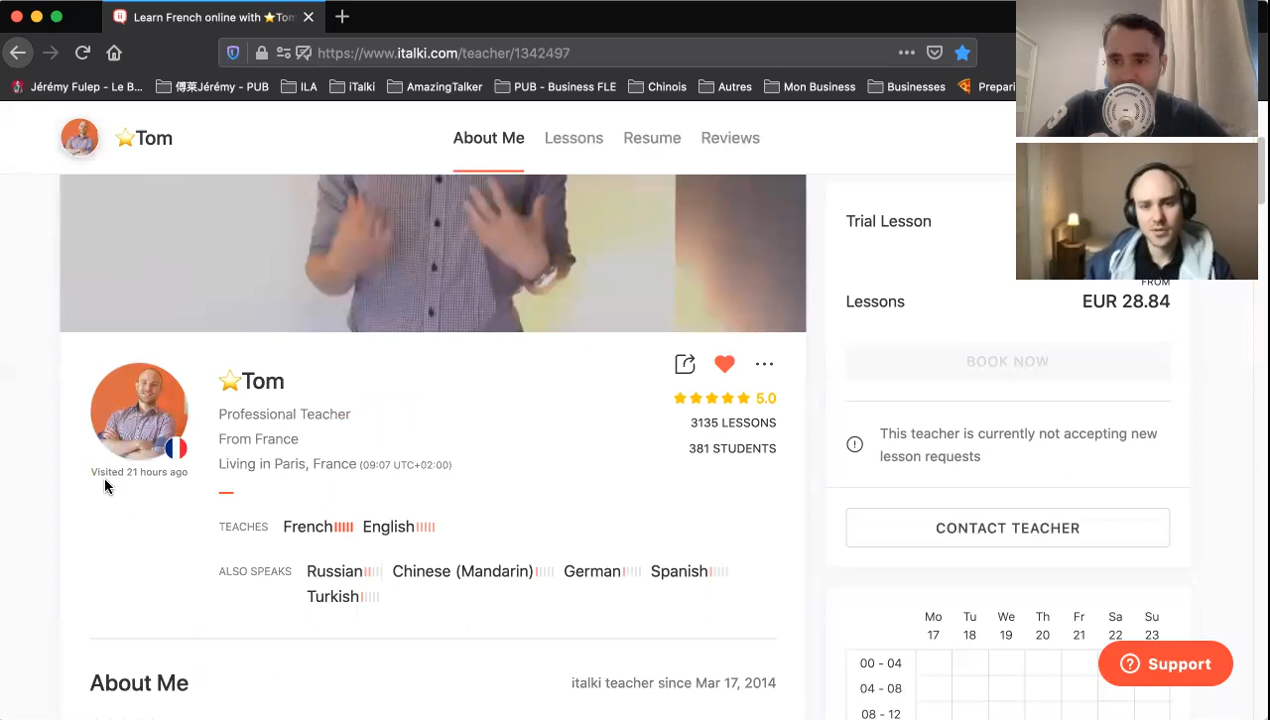 Learn French online with ⭐Tom
https://www.italki.com/teacher/1342497
Jérémy Fulep - Le B... 傅莱Jérémy - PUB ILA iTalki AmazingTalker PUB - Business FLE Chinois Autres Mon Business Businesses Prepari
⭐Tom About Me Lessons Resume Reviews
Trial Lesson
FROM
Lessons EUR 28.84
BOOK NOW
This teacher is currently not accepting new
lesson requests
CONTACT TEACHER
⭐Tom
5.0
Professional Teacher
3135 LESSONS
From France
381 STUDENTS
Living in Paris, France (09:07 UTC+02:00)
Visited 21 hours ago
TEACHES French English
ALSO SPEAKS Russian Chinese (Mandarin) German Spanish
Turkish
About Me italki teacher since Mar 17, 2014
Mo Tu We Th Fr Sa Su
17 18 19 20 21 22 23
00 - 04
04 - 08
08 - 12
Support